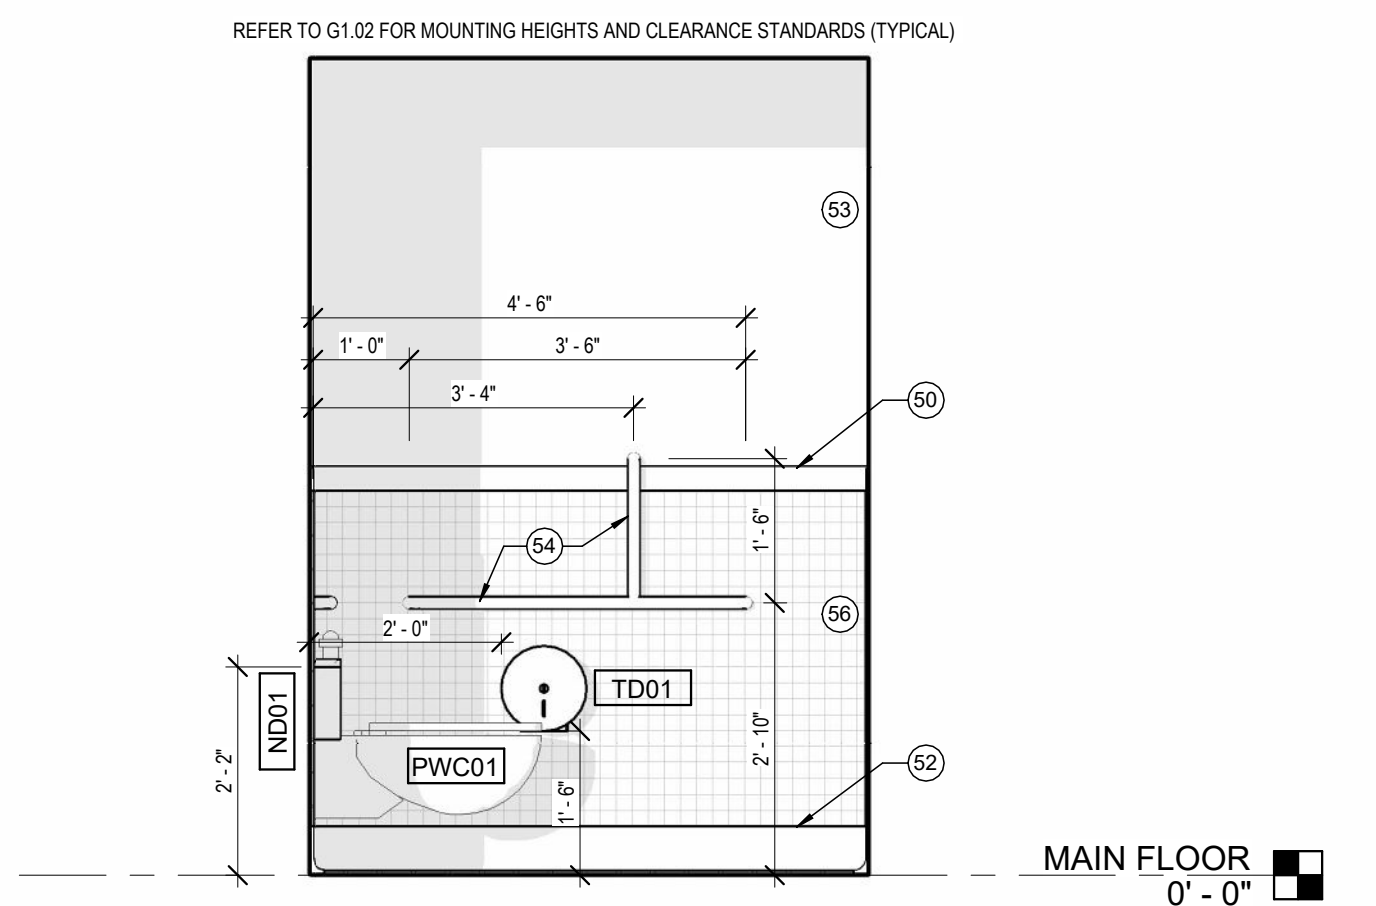 REFER TO G1.02 FOR MOUNTING HEIGHTS AND CLEARANCE STANDARDS (TYPICAL)
53
4' - 6"
1' - 0"
3' - 6"
3' - 4"
50
1' - 6"
54
56
2' - 0"
TD01
ND01
2' - 10"
PWC01
52
2' - 2"
1' - 6"
MAIN FLOOR
0' - 0"